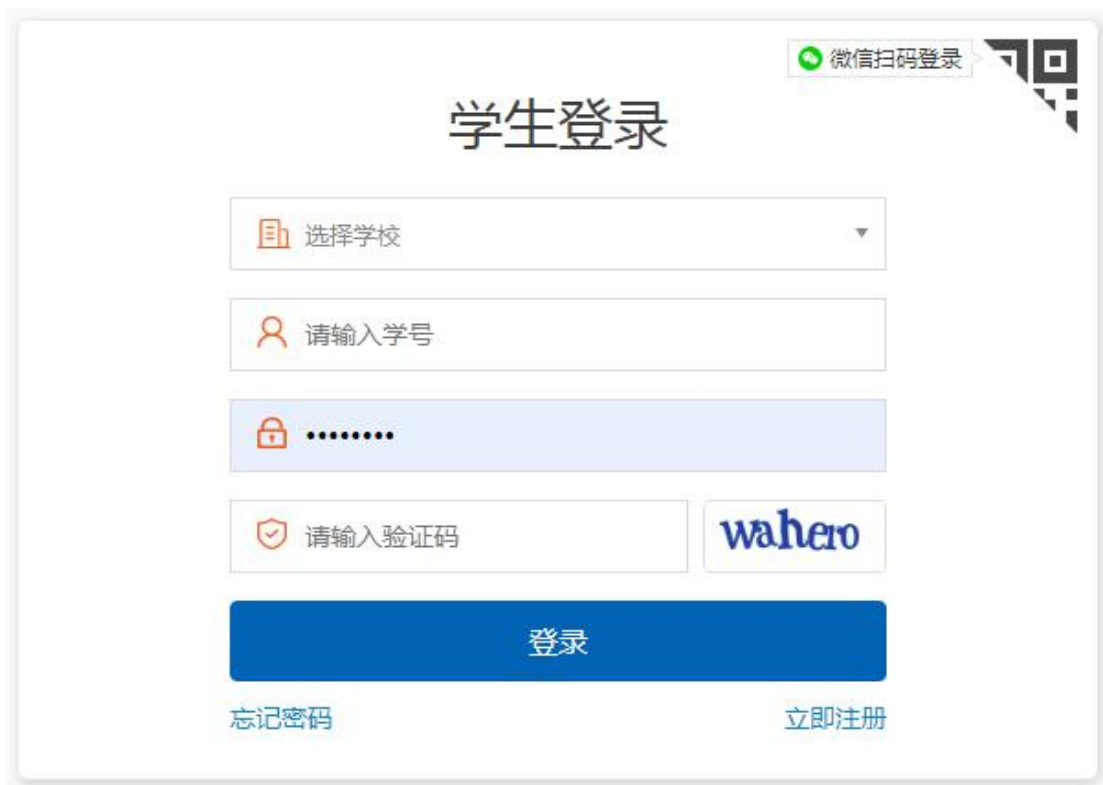 微信扫码登录
学生登录
选择学校
请输入学号
••••••••
请输入验证码
wahero
登录
忘记密码
立即注册